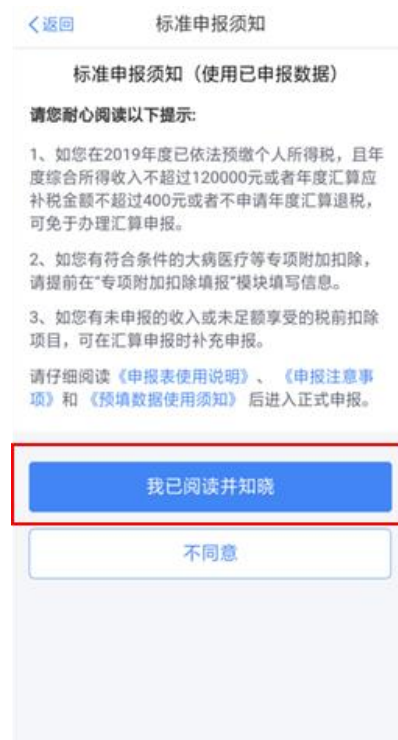 返回
标准申报须知
标准申报须知（使用已申报数据）
请您耐心阅读以下提示:
1、如您在2019年度已依法预缴个人所得税，且年
度综合所得收入不超过120000元或者年度汇算应
补税金额不超过400元或者不申请年度汇算退税，
可免于办理汇算申报。
2、如您有符合条件的大病医疗等专项附加扣除，
请提前在“专项附加扣除填报”模块填写信息。
3、如您有未申报的收入或未足额享受的税前扣除
项目，可在汇算申报时补充申报。
请仔细阅读《申报表使用说明》、《申报注意事
项》和《预填数据使用须知》后进入正式申报。
我已阅读并知晓
不同意